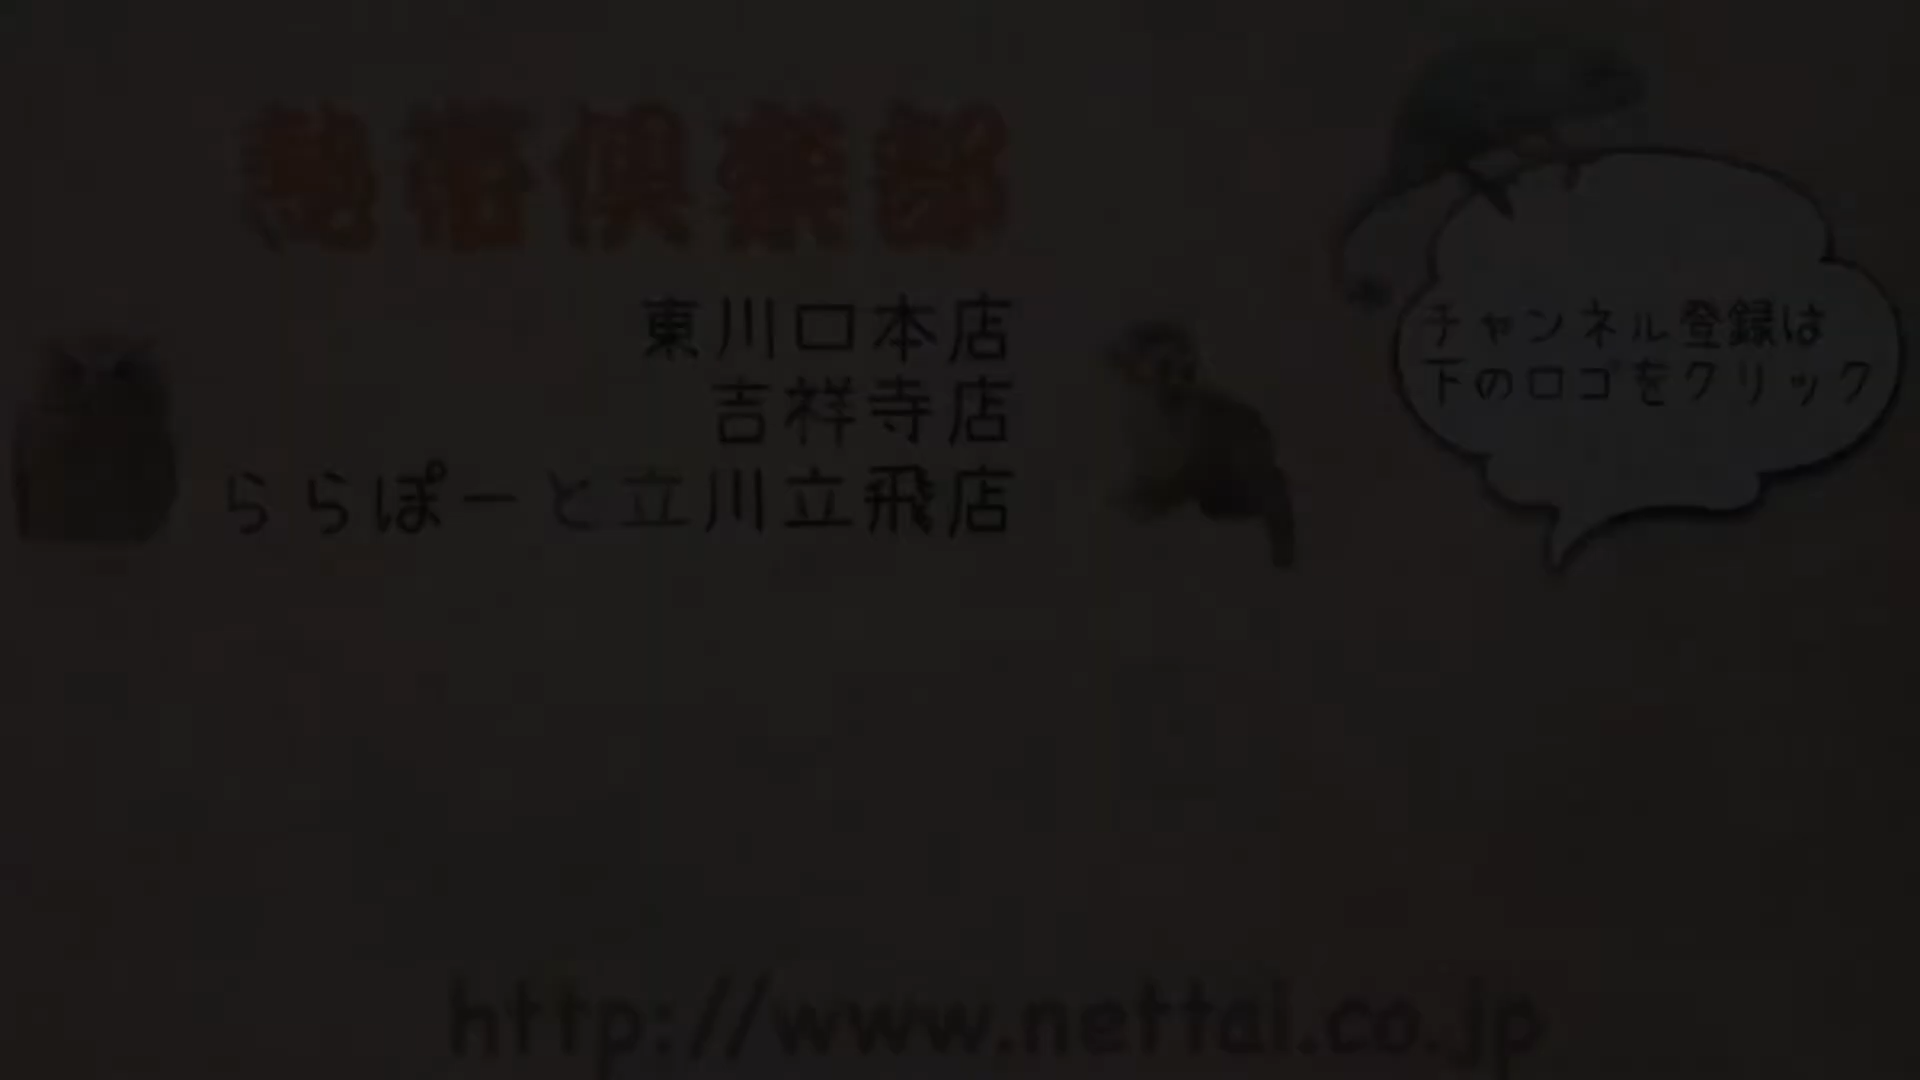 熱帯倶楽部
東川口本店
吉祥寺店
ららぽーと立川立飛店
チャンネル登録は
下のロゴをクリック
http://www.nettai.co.jp